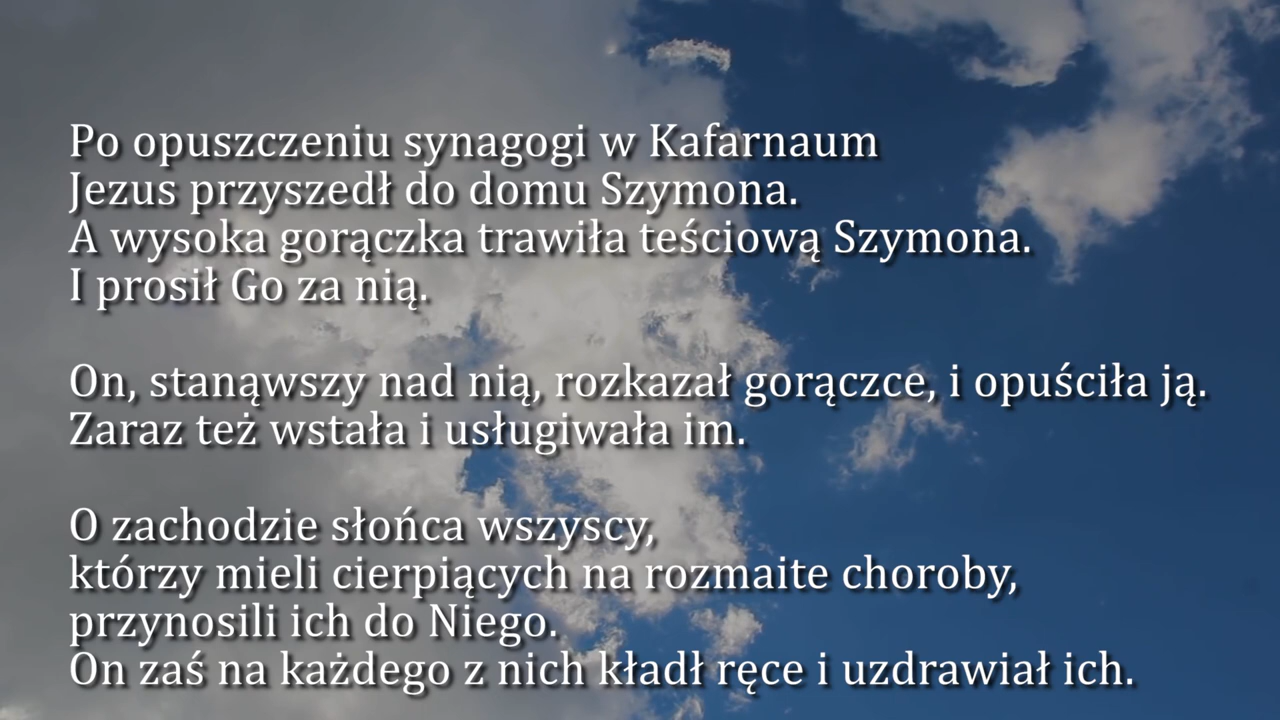 Po opuszczeniu synagogi w Kafarnaum
Jezus przyszedł do domu Szymona.
A wysoka gorączka trawiła teściową Szymona.
I prosił Go za nią.
On, stanąwszy nad nią, rozkazał gorączce, i opuściła ją.
Zaraz też wstała i usługiwała im.
O zachodzie słońca wszyscy,
którzy mieli cierpiących na rozmaite choroby,
przynosili ich do Niego.
On zaś na każdego z nich kładł ręce i uzdrawiał ich.